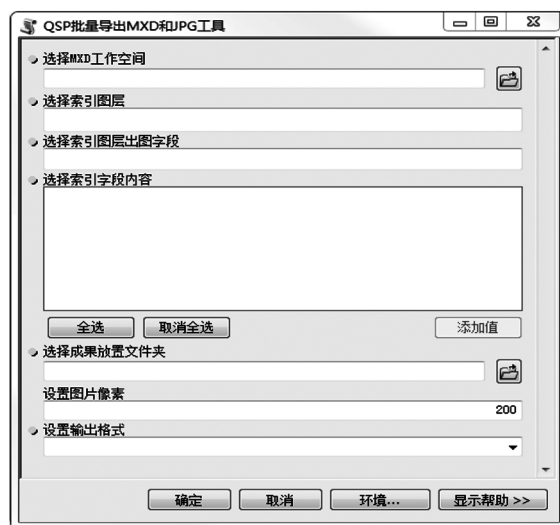 QSP批量导出MXD和JPG工具
选择MXD工作空间
选择索引图层
选择索引图层出图字段
选择索引字段内容
全选 取消全选 添加值
选择成果放置文件夹
设置图片像素
200
设置输出格式
确定 取消 环境... 显示帮助 >>